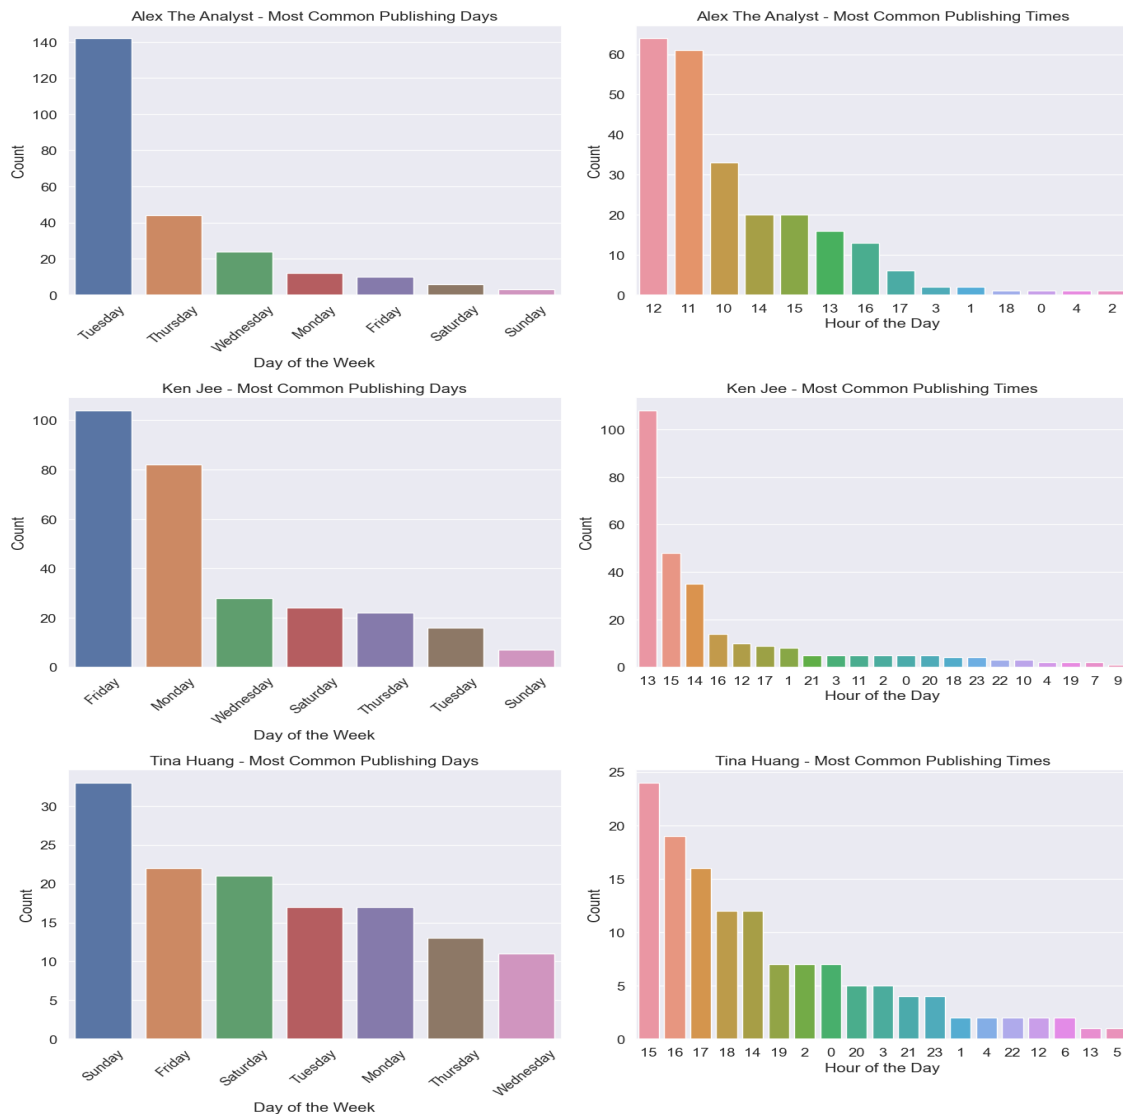 Alex The Analyst - Most Common Publishing Days
140
120
100
80
60
40
20
0
Count
Tuesday Thursday Wednesday Monday Friday Saturday Sunday
Day of the Week
Alex The Analyst - Most Common Publishing Times
60
50
40
30
20
10
0
Count
12 11 10 14 15 13 16 17 3 1 18 0 4 2
Hour of the Day
Ken Jee - Most Common Publishing Days
100
80
60
40
20
0
Count
Friday Monday Wednesday Saturday Thursday Tuesday Sunday
Day of the Week
Ken Jee - Most Common Publishing Times
100
80
60
40
20
0
Count
13 15 14 16 12 17 1 21 3 11 2 0 20 18 23 22 10 4 19 7 9
Hour of the Day
Tina Huang - Most Common Publishing Days
30
25
20
15
10
5
0
Count
Sunday Friday Saturday Tuesday Monday Thursday Wednesday
Day of the Week
Tina Huang - Most Common Publishing Times
25
20
15
10
5
0
Count
15 16 17 18 14 19 2 0 20 3 21 23 1 4 22 12 6 13 5
Hour of the Day